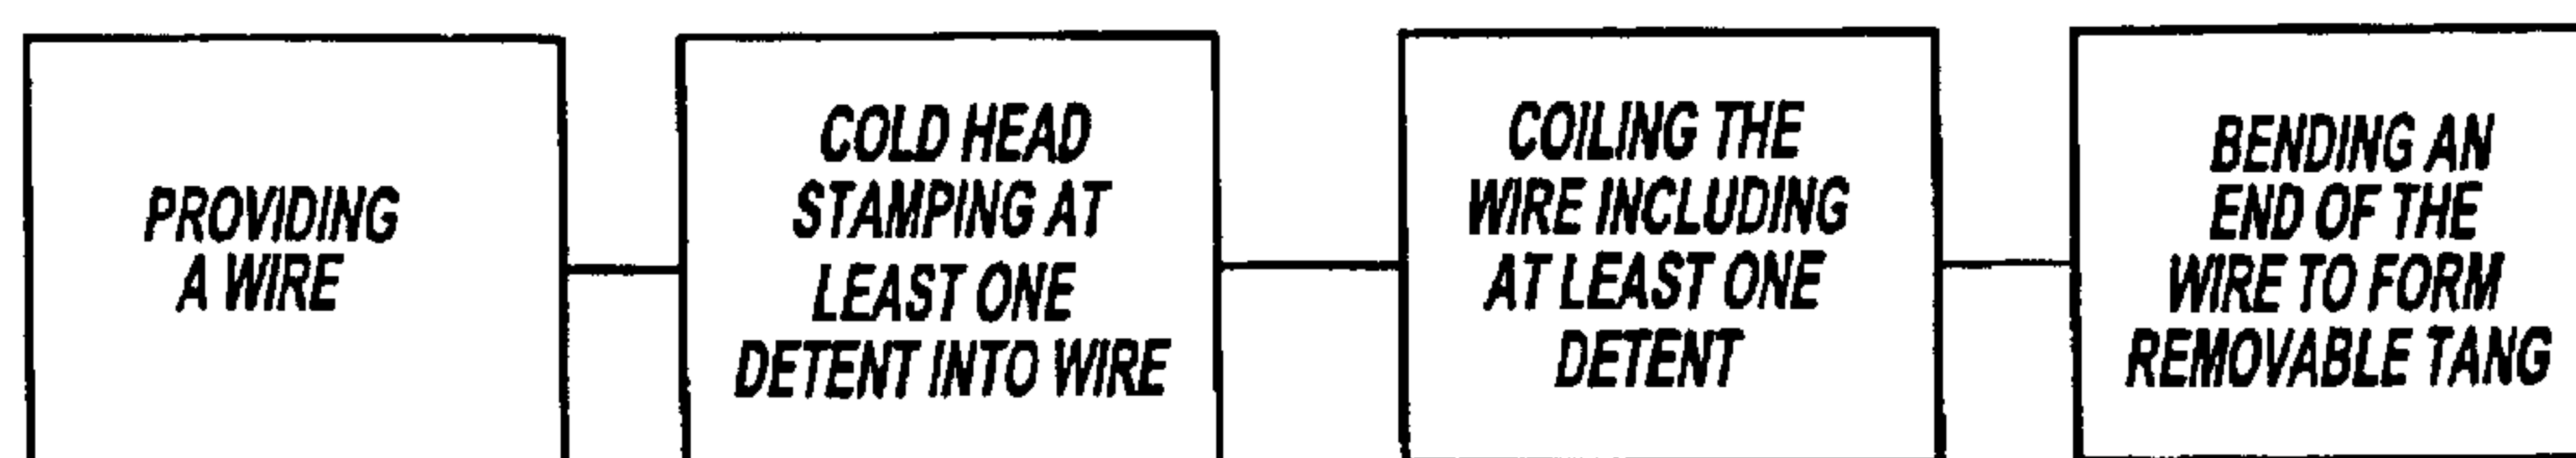 PROVIDING
A WIRE
COLD HEAD
STAMPING AT
LEAST ONE
DETENT INTO WIRE
COILING THE
WIRE INCLUDING
AT LEAST ONE
DETENT
BENDING AN
END OF THE
WIRE TO FORM
REMOVABLE TANG